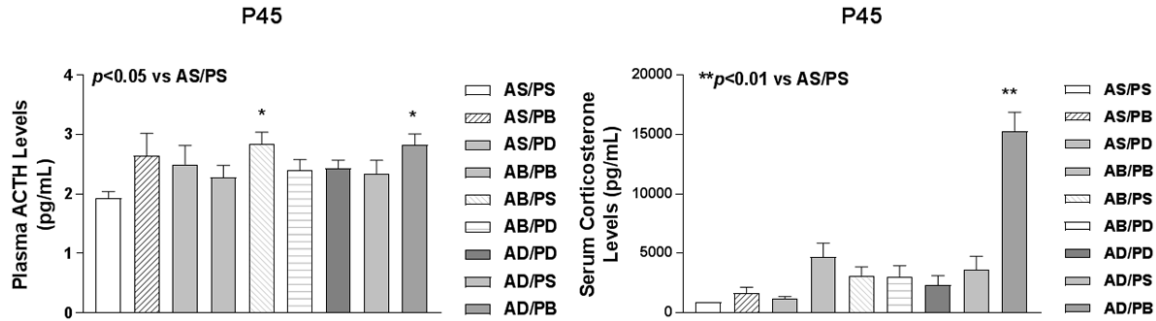 P45
p<0.05 vs AS/PS
*
*
Plasma ACTH Levels
(pg/mL)
4
3
2
1
0
AS/PS
AS/PB
AS/PD
AB/PB
AB/PS
AB/PD
AD/PD
AD/PS
AD/PB
P45
**p<0.01 vs AS/PS
**
Serum Corticosterone
Levels (pg/mL)
20000
15000
10000
5000
0
AS/PS
AS/PB
AS/PD
AB/PB
AB/PS
AB/PD
AD/PD
AD/PS
AD/PB